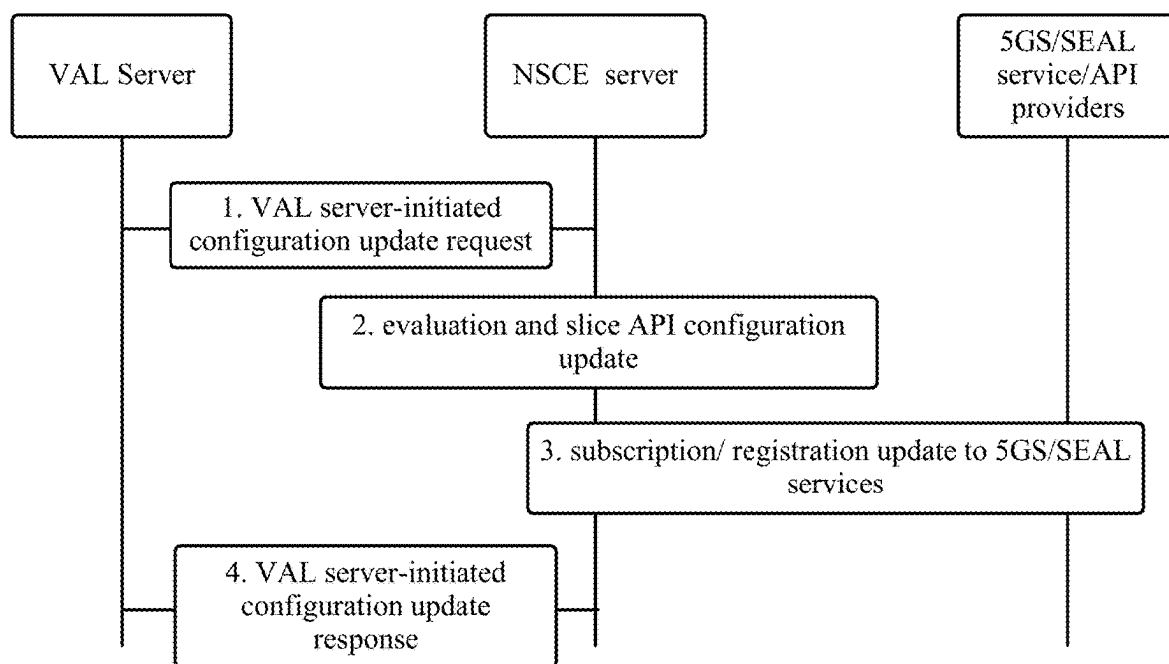 VAL Server
NSCE server
5GS/SEAL
service/API
providers
1. VAL server-initiated
configuration update request
2. evaluation and slice API configuration
update
3. subscription/ registration update to 5GS/SEAL
services
4. VAL server-initiated
configuration update
response